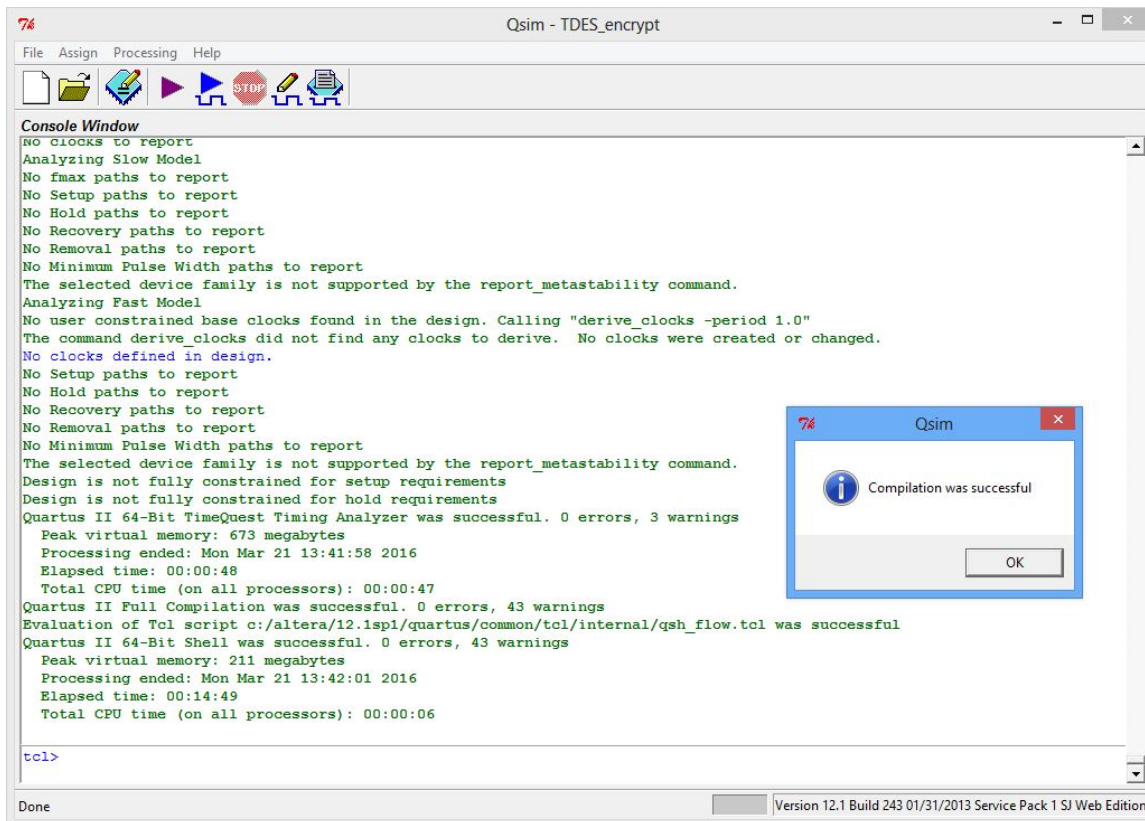 Qsim - TDES_encrypt
File Assign Processing Help
STOP
Console Window
No clocks to report
Analyzing Slow Model
No fmax paths to report
No Setup paths to report
No Hold paths to report
No Recovery paths to report
No Removal paths to report
No Minimum Pulse Width paths to report
The selected device family is not supported by the report_metastability command.
Analyzing Fast Model
No user constrained base clocks found in the design. Calling "derive_clocks -period 1.0"
The command derive_clocks did not find any clocks to derive.  No clocks were created or changed.
No clocks defined in design.
No Setup paths to report
No Hold paths to report
No Recovery paths to report
No Removal paths to report
No Minimum Pulse Width paths to report
The selected device family is not supported by the report_metastability command.
Design is not fully constrained for setup requirements
Design is not fully constrained for hold requirements
Quartus II 64-Bit TimeQuest Timing Analyzer was successful. 0 errors, 3 warnings
Peak virtual memory: 673 megabytes
Processing ended: Mon Mar 21 13:41:58 2016
Elapsed time: 00:00:48
Total CPU time (on all processors): 00:00:47
Quartus II Full Compilation was successful. 0 errors, 43 warnings
Evaluation of Tcl script c:/altera/12.1sp1/quartus/common/tcl/internal/qsh_flow.tcl was successful
Quartus II 64-Bit Shell was successful. 0 errors, 43 warnings
Peak virtual memory: 211 megabytes
Processing ended: Mon Mar 21 13:42:01 2016
Elapsed time: 00:14:49
Total CPU time (on all processors): 00:00:06
tcl>
Qsim
Compilation was successful
OK
Done
Version 12.1 Build 243 01/31/2013 Service Pack 1 SJ Web Edition